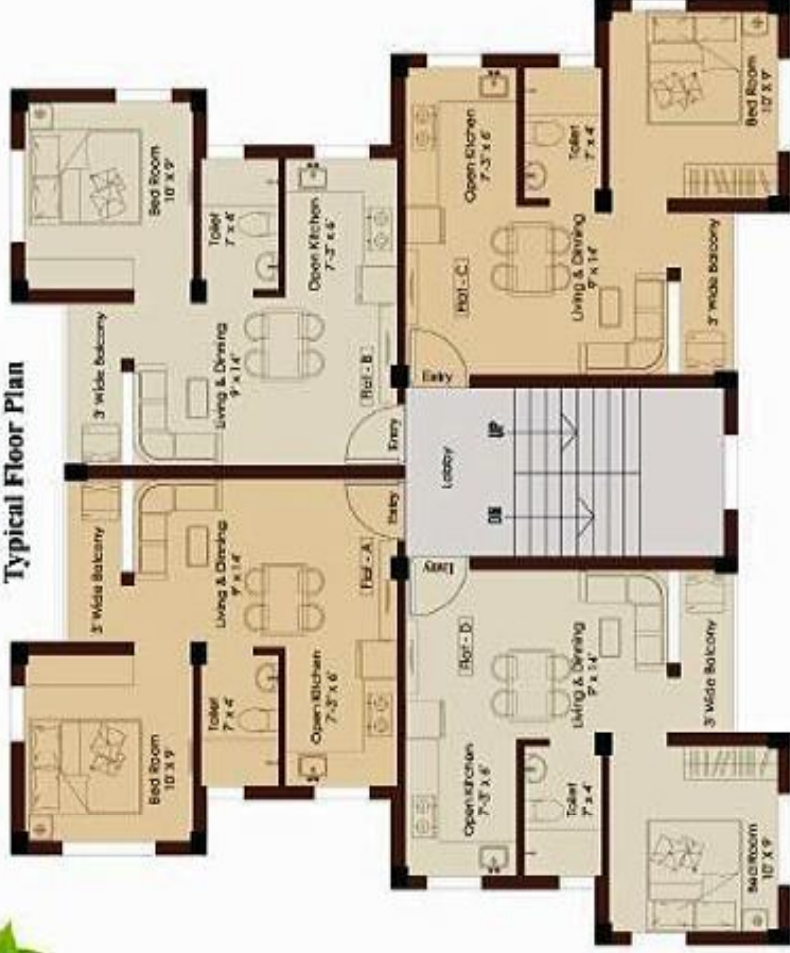 Typical Floor Plan
Bed Room
10' X 9'
3' Wide Balcony
Toilet
7' x 4'
Living & Dinning
9' x 14'
Open Kitchen
7'-3" x 6'
Flat - A
Entry
3' Wide Balcony
Bed Room
10' X 9'
Living & Dinning
9' x 14'
Toilet
7' x 4'
Open Kitchen
7'-3" x 6'
Flat - B
Entry
Lobby
DN
UP
Entry
Flat - D
Open Kitchen
7'-3" x 6'
Living & Dinning
9' x 14'
Toilet
7' x 4'
3' Wide Balcony
Bed Room
10' X 9'
Entry
Flat - C
Open Kitchen
7'-3" x 6'
Living & Dinning
9' x 14'
Toilet
7' x 4'
3' Wide Balcony
Bed Room
10' X 9'